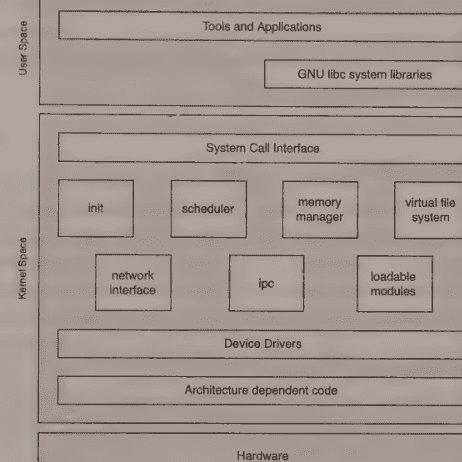 User Space
Tools and Applications
GNU libc system libraries
Kernel Space
System Call Interface
init
scheduler
memory
manager
virtual file
system
network
interface
ipc
loadable
modules
Device Drivers
Architecture dependent code
Hardware